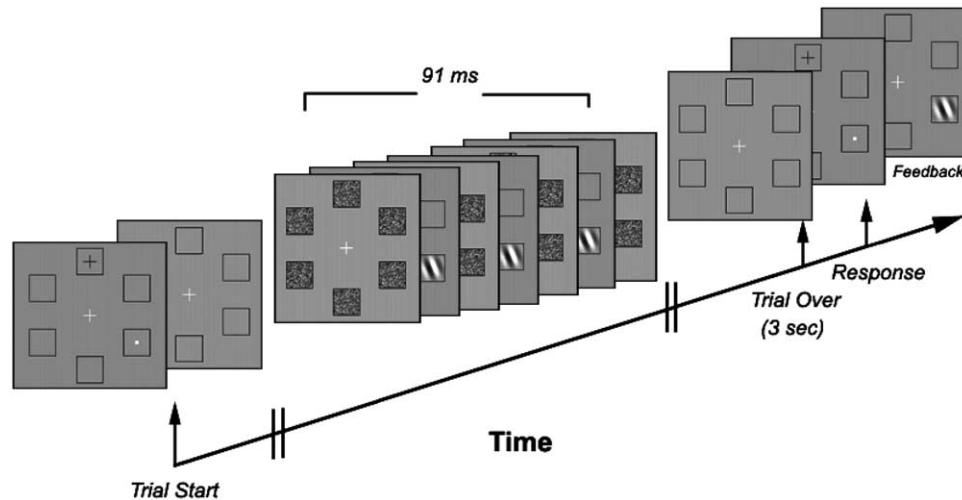 91 ms
Feedback
Response
Trial Over
(3 sec)
Time
Trial Start